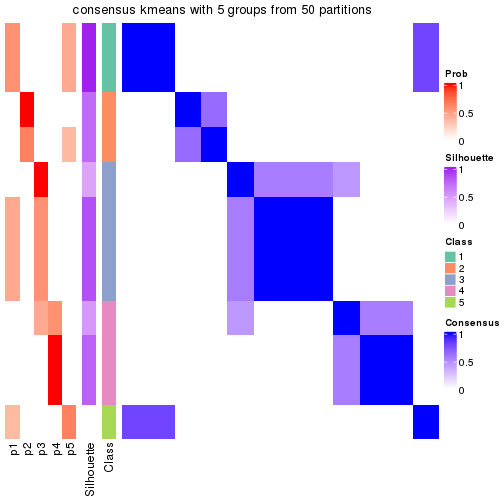 consensus kmeans with 5 groups from 50 partitions
Prob
1
0.5
0
Silhouette
1
0.5
0
Class
1
2
3
4
5
Consensus
1
0.5
0
p1
p2
p3
p4
p5
Silhouette
Class